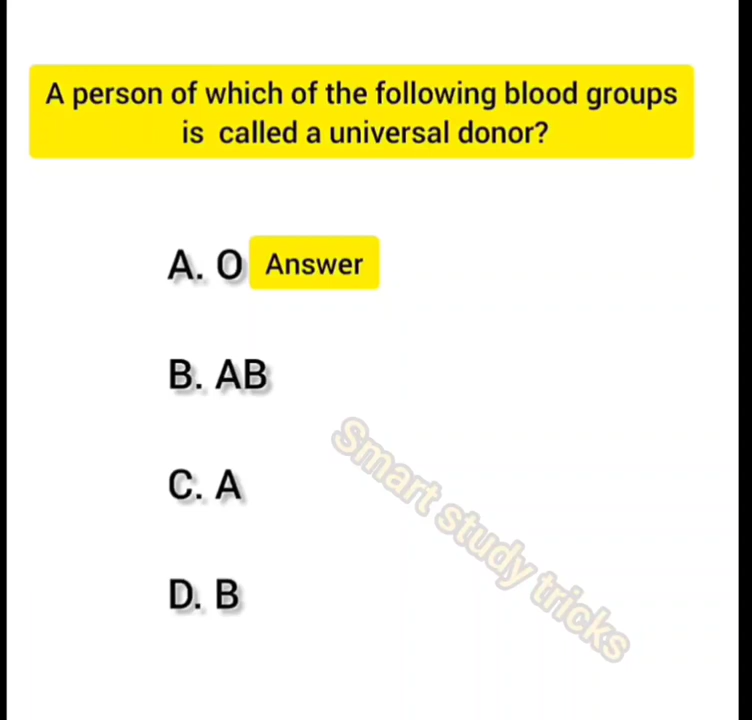 A person of which of the following blood groups
is called a universal donor?
A. O Answer
B. AB
C. A
D. B
Smart study tricks